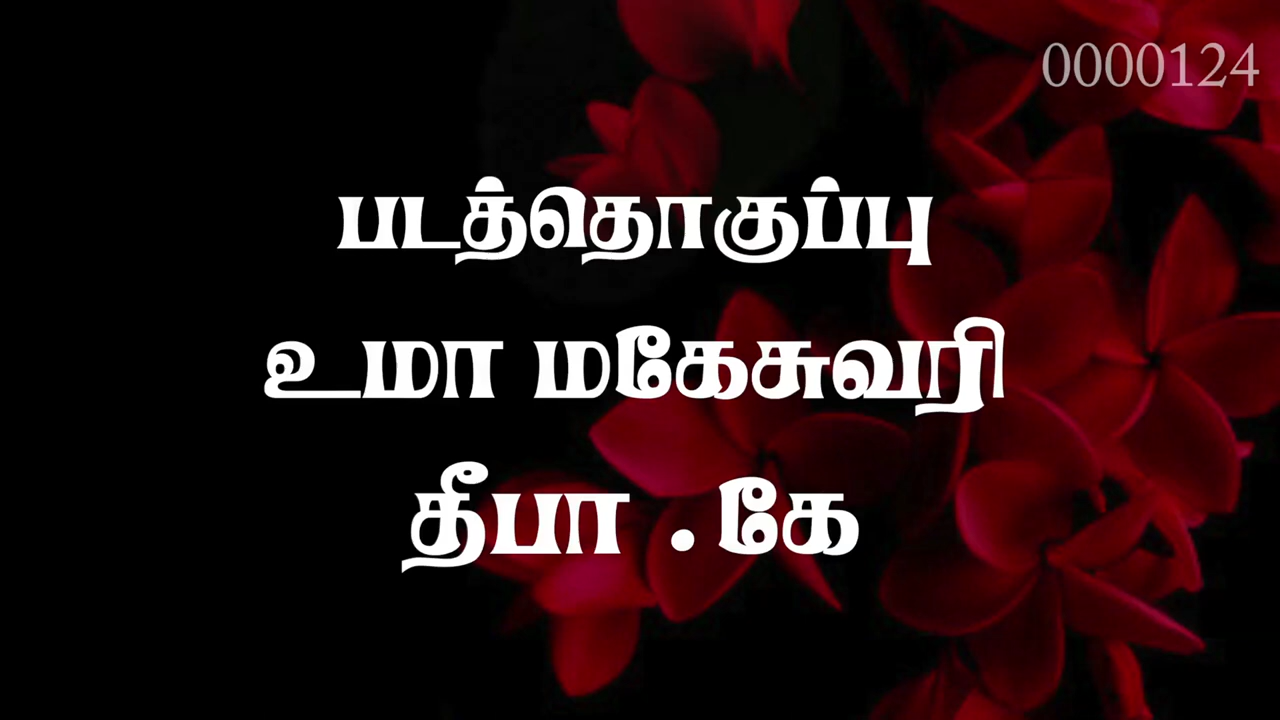 0000124
படத்தொகுப்பு
உமா மகேசுவரி
தீபா . கே